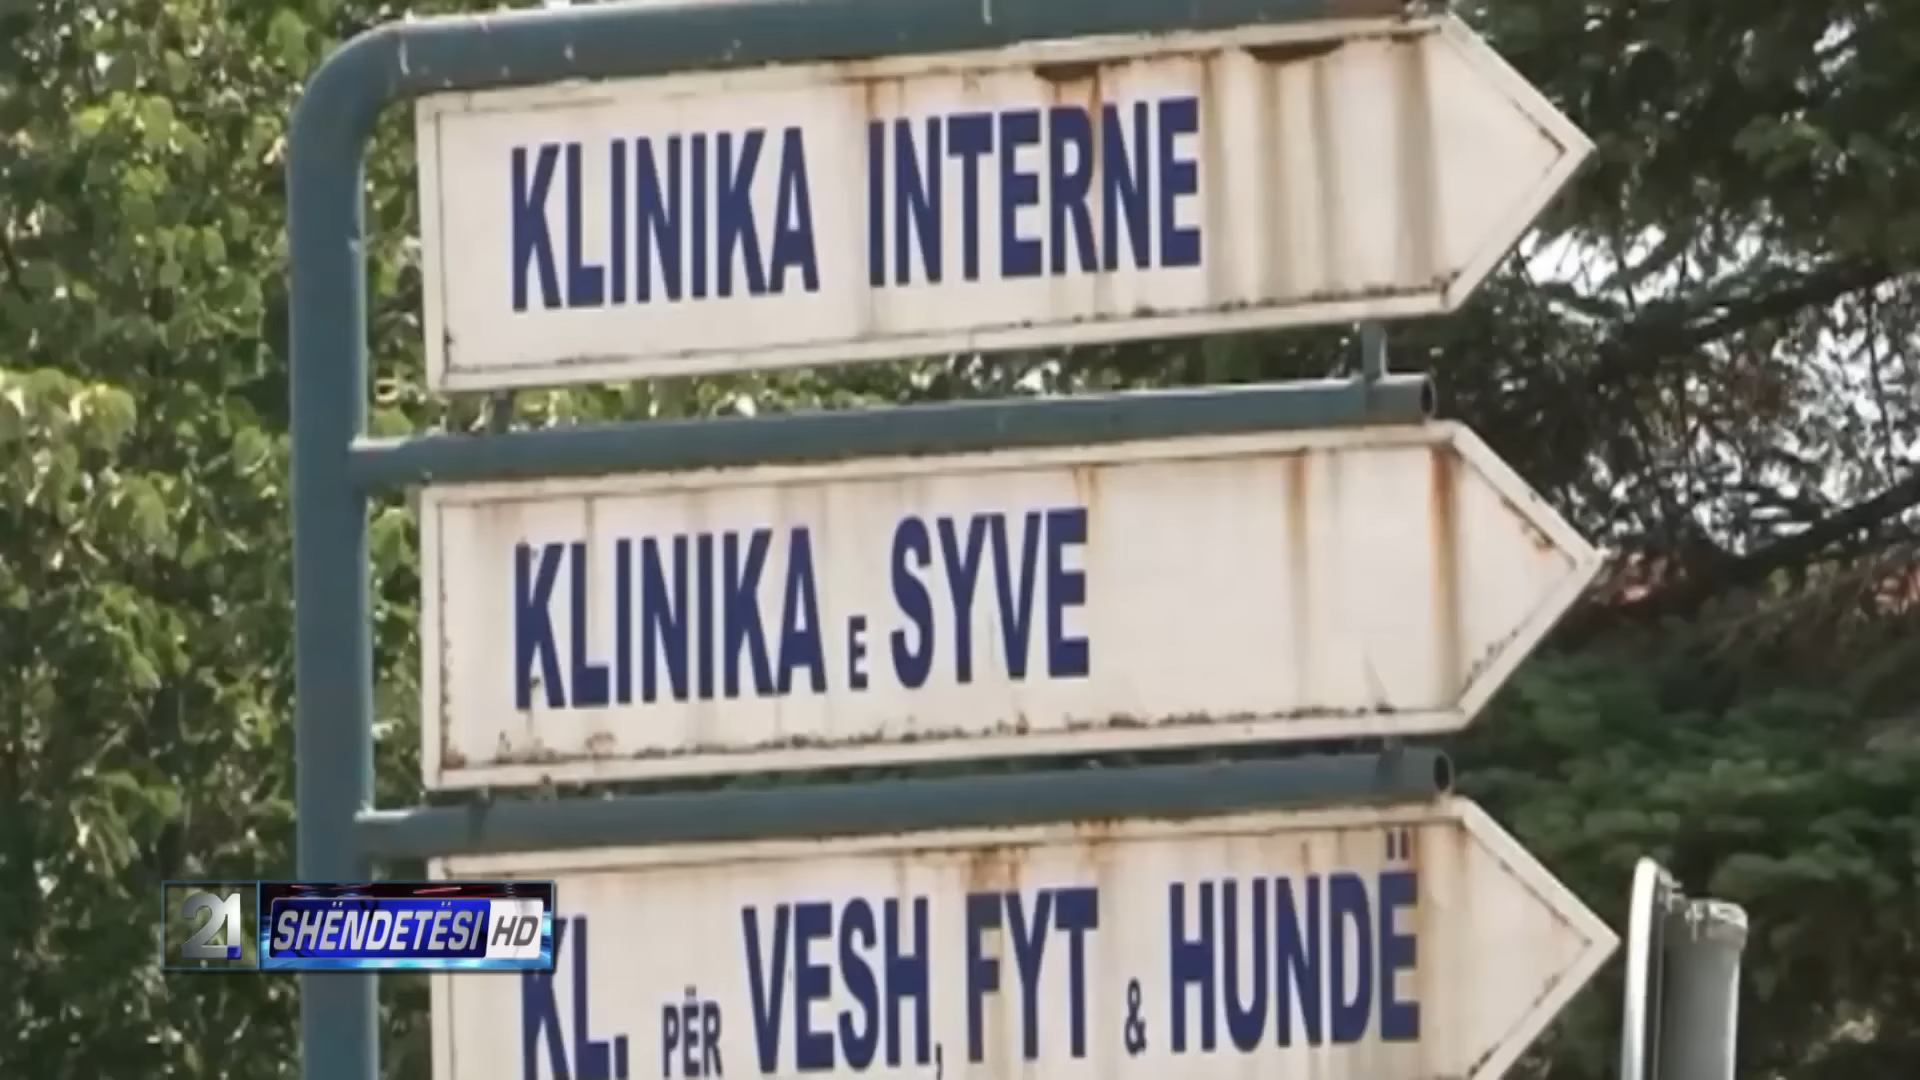 KLINIKA INTERNE
KLINIKA E SYVE
KL. PËR VESH, FYT & HUNDË
21 SHËNDETËSI HD